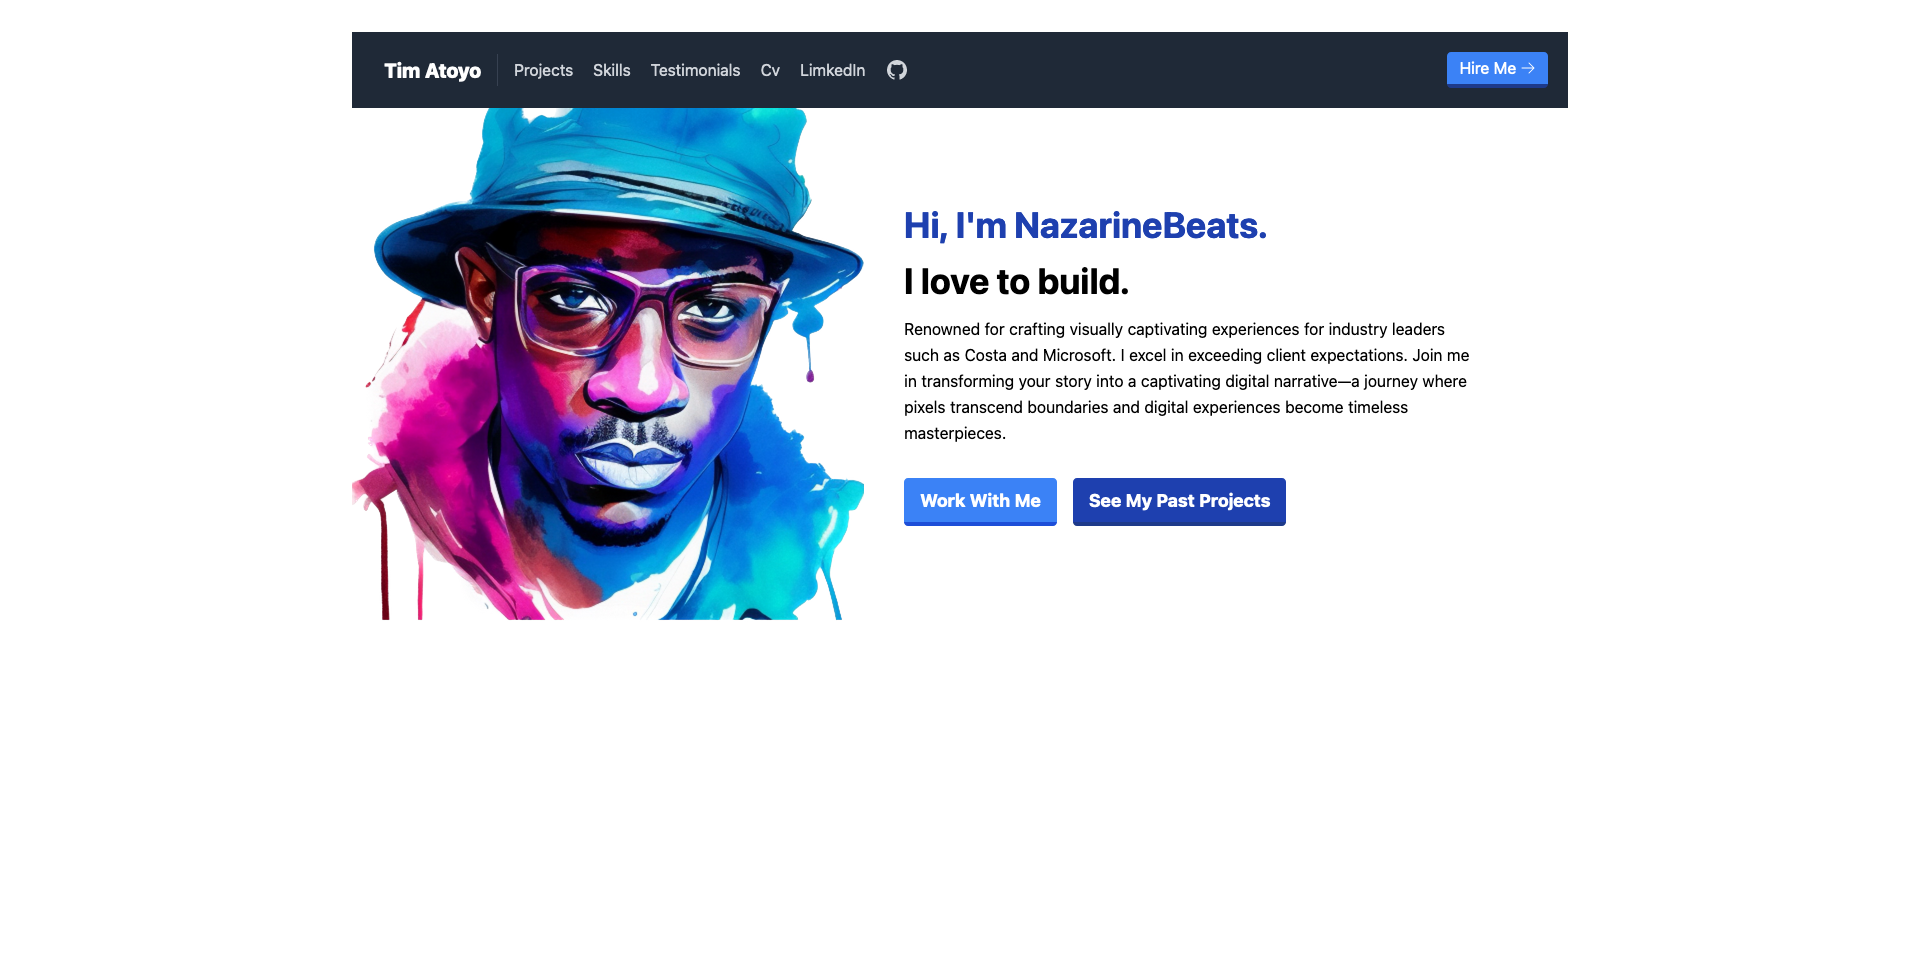 Tim Atoyo
Projects Skills Testimonials Cv LimkedIn
Hire Me →
Hi, I'm NazarineBeats.
I love to build.
Renowned for crafting visually captivating experiences for industry leaders
such as Costa and Microsoft. I excel in exceeding client expectations. Join me
in transforming your story into a captivating digital narrative—a journey where
pixels transcend boundaries and digital experiences become timeless
masterpieces.
Work With Me
See My Past Projects